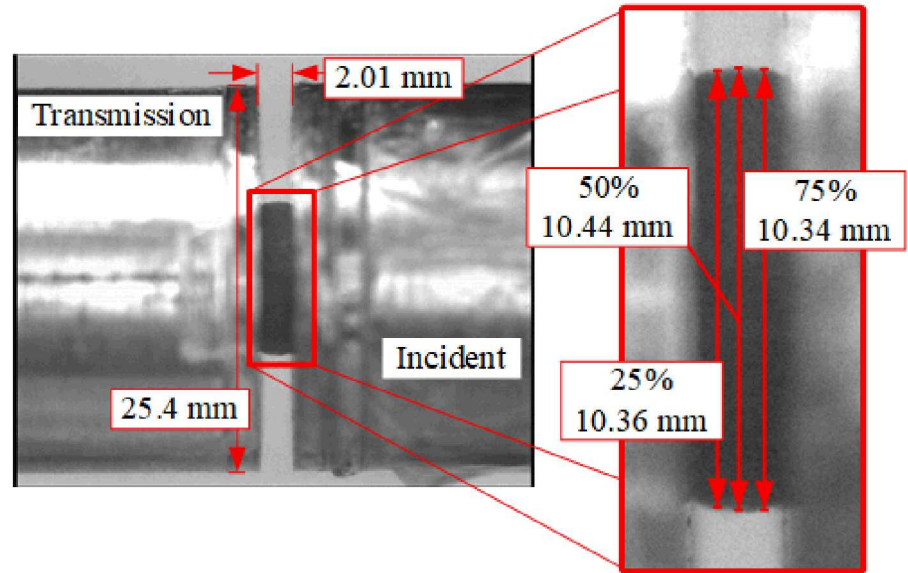 2.01 mm
Transmission
50%
10.44 mm
75%
10.34 mm
Incident
25%
10.36 mm
25.4 mm